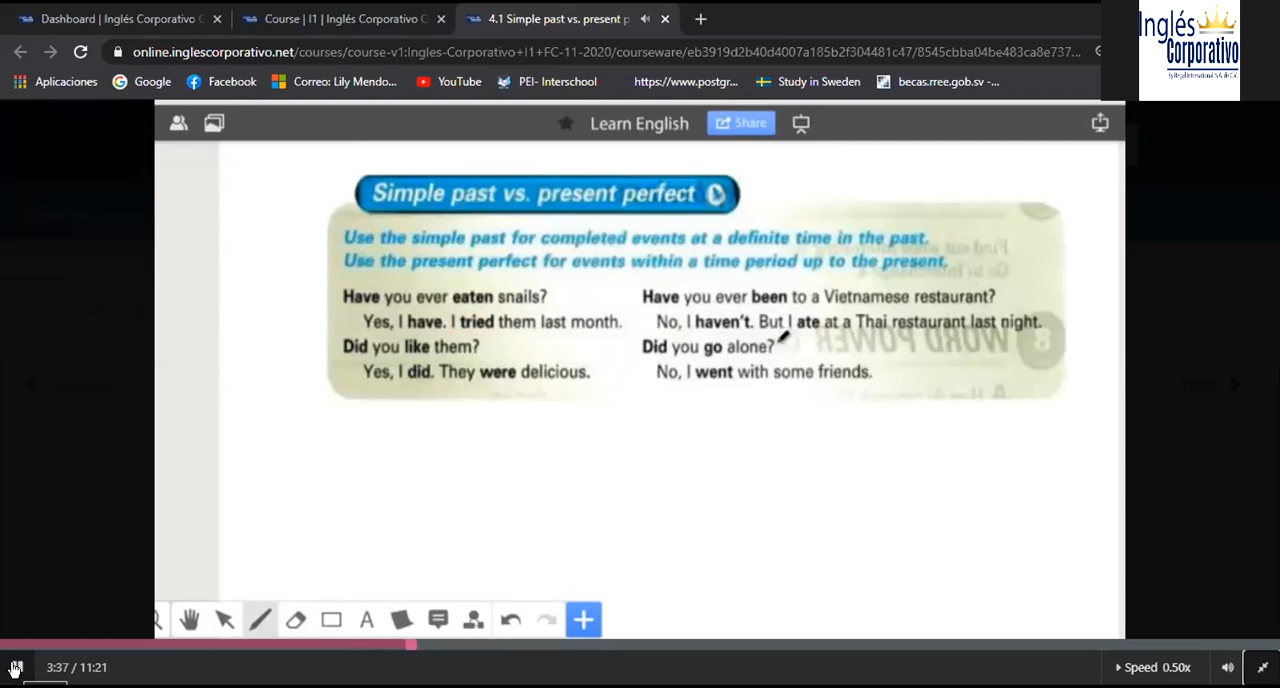 Dashboard | Inglés Corporativo C
Course | I1 | Inglés Corporativo C
4.1 Simple past vs. present p
online.inglescorporativo.net/courses/course-v1:Ingles-Corporativo+I1+FC-11-2020/courseware/eb3919d2b40d4007a185b2f304481c47/8545cbba04be483ca8e737...
Aplicaciones
Google
Facebook
Correo: Lily Mendo...
YouTube
PEI- Interschool
https://www.postgr...
Study in Sweden
becas.rree.gob.sv -...
Inglés
Corporativo
Learn English
Share
Simple past vs. present perfect
Use the simple past for completed events at a definite time in the past.
Use the present perfect for events within a time period up to the present.
Have you ever eaten snails?
Yes, I have. I tried them last month.
Did you like them?
Yes, I did. They were delicious.
Have you ever been to a Vietnamese restaurant?
No, I haven't. But I ate at a Thai restaurant last night.
Did you go alone?
No, I went with some friends.
8 WORD POWER
A
3:37 / 11:21
Speed 0.50x